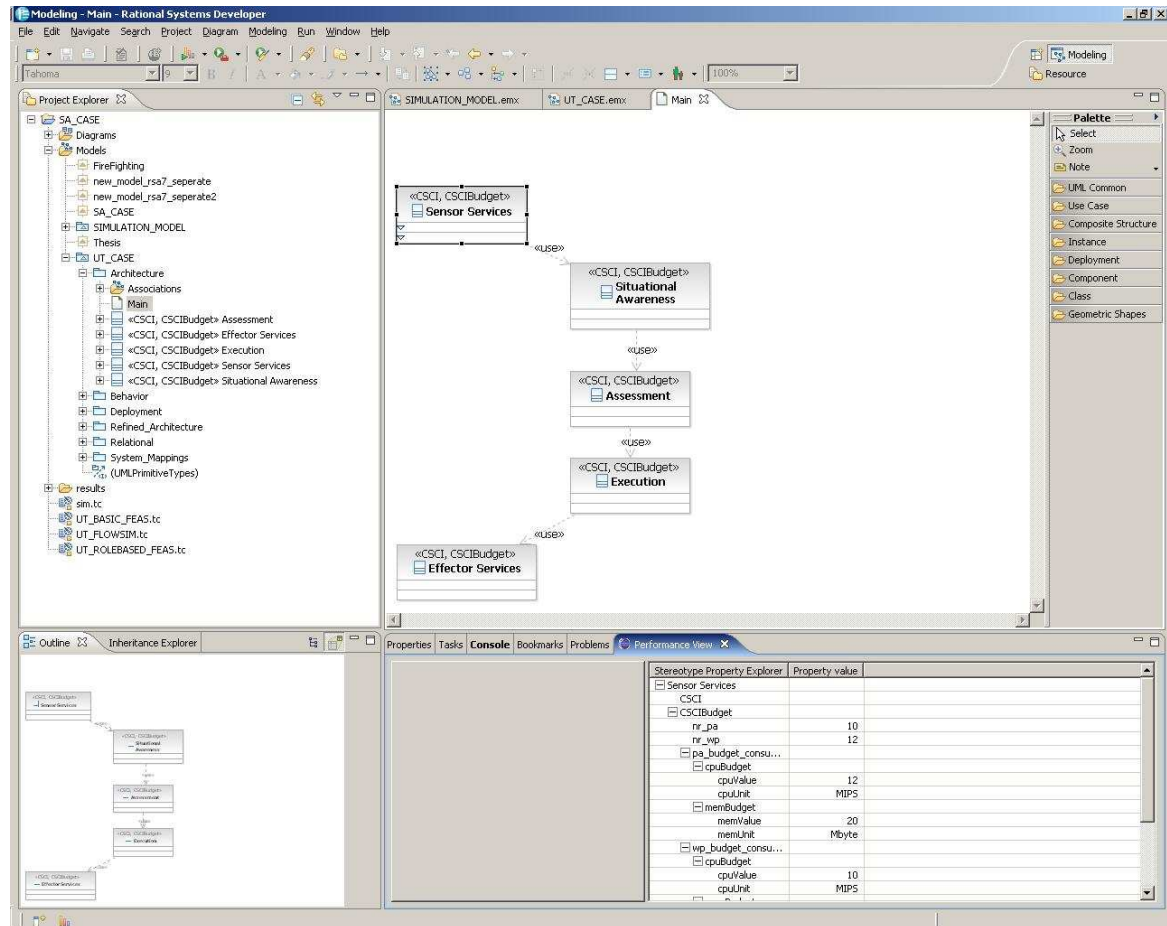 Modeling - Main - Rational Systems Developer
File Edit Navigate Search Project Diagram Modeling Run Window Help
Modeling
Tahoma 9 B I A 100%
Resource
Project Explorer
SIMULATION_MODEL.emx UT_CASE.emx Main
SA_CASE
Diagrams
Models
FireFighting
new_model_rsa7_seperate
new_model_rsa7_seperate2
SA_CASE
SIMULATION_MODEL
Thesis
UT_CASE
Architecture
Associations
Main
«CSCI, CSCIBudget» Assessment
«CSCI, CSCIBudget» Effector Services
«CSCI, CSCIBudget» Execution
«CSCI, CSCIBudget» Sensor Services
«CSCI, CSCIBudget» Situational Awareness
Behavior
Deployment
Refined_Architecture
Relational
System_Mappings
(UMLPrimitiveTypes)
results
sim.tc
UT_BASIC_FEAS.tc
UT_FLOWSIM.tc
UT_ROLEBASED_FEAS.tc
«CSCI, CSCIBudget»
Sensor Services
«use»
«CSCI, CSCIBudget»
Situational
Awareness
«use»
«CSCI, CSCIBudget»
Assessment
«use»
«CSCI, CSCIBudget»
Execution
«use»
«CSCI, CSCIBudget»
Effector Services
Palette
Select
Zoom
Note
UML Common
Use Case
Composite Structure
Instance
Deployment
Component
Class
Geometric Shapes
Outline Inheritance Explorer
Properties Tasks Console Bookmarks Problems Performance View
Stereotype Property Explorer Property value
Sensor Services
CSCI
CSCIBudget
nr_pa 10
nr_wp 12
pa_budget_consu...
cpuBudget
cpuValue 12
cpuUnit MIPS
memBudget
memValue 20
memUnit Mbyte
wp_budget_consu...
cpuBudget
cpuValue 10
cpuUnit MIPS